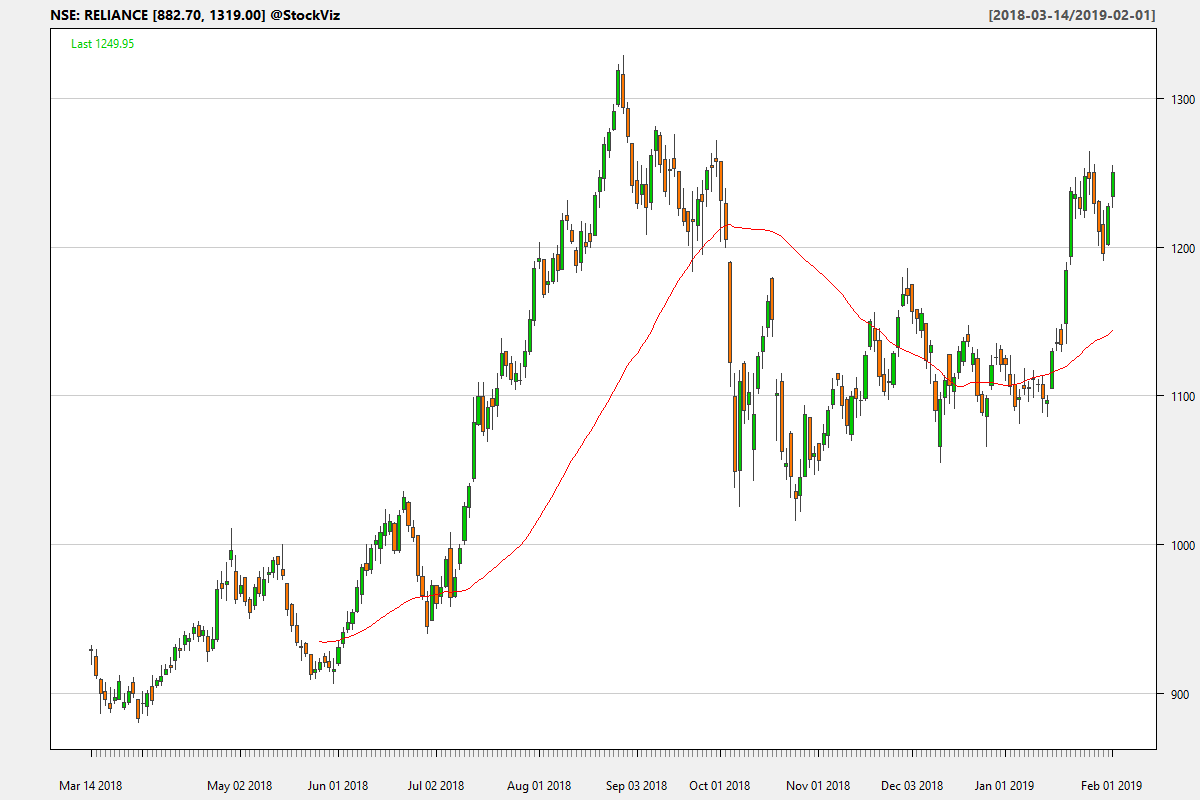 NSE: RELIANCE [882.70, 1319.00] @StockViz
[2018-03-14/2019-02-01]
Last 1249.95
1300
1200
1100
1000
900
Mar 14 2018
May 02 2018
Jun 01 2018
Jul 02 2018
Aug 01 2018
Sep 03 2018
Oct 01 2018
Nov 01 2018
Dec 03 2018
Jan 01 2019
Feb 01 2019